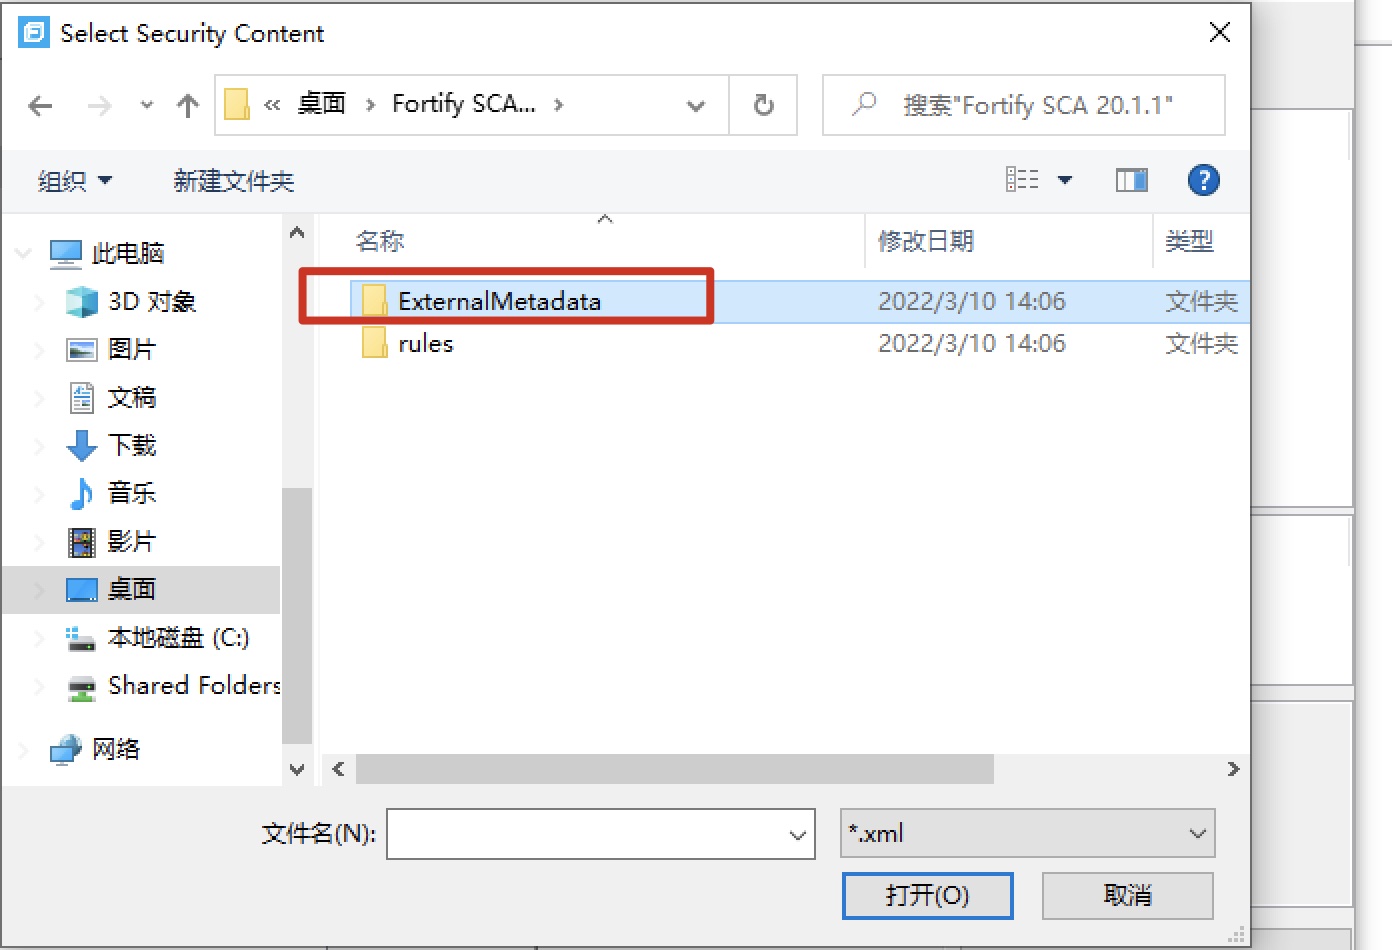 Select Security Content
« 桌面 › Fortify SCA... ›
搜索"Fortify SCA 20.1.1"
组织
新建文件夹
?
名称
修改日期
类型
此电脑
3D 对象
图片
文稿
下载
音乐
影片
桌面
本地磁盘 (C:)
Shared Folders
网络
ExternalMetadata
2022/3/10 14:06
文件夹
rules
2022/3/10 14:06
文件夹
文件名(N):
*.xml
打开(O)
取消